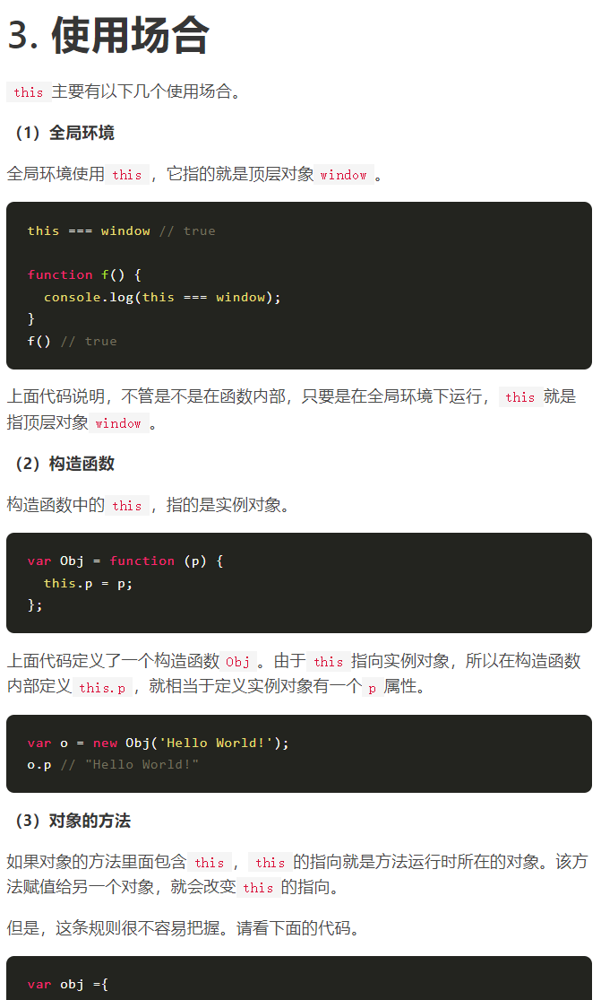 3. 使用场合
this 主要有以下几个使用场合。
（1）全局环境
全局环境使用 this ，它指的就是顶层对象 window 。
this === window // true
function f() {
  console.log(this === window);
}
f() // true
上面代码说明，不管是不是在函数内部，只要是在全局环境下运行， this 就是
指顶层对象 window 。
（2）构造函数
构造函数中的 this ，指的是实例对象。
var Obj = function (p) {
  this.p = p;
};
上面代码定义了一个构造函数 Obj 。由于 this 指向实例对象，所以在构造函数
内部定义 this.p ，就相当于定义实例对象有一个 p 属性。
var o = new Obj('Hello World!');
o.p // "Hello World!"
（3）对象的方法
如果对象的方法里面包含 this ， this 的指向就是方法运行时所在的对象。该方
法赋值给另一个对象，就会改变 this 的指向。
但是，这条规则很不容易把握。请看下面的代码。
var obj ={